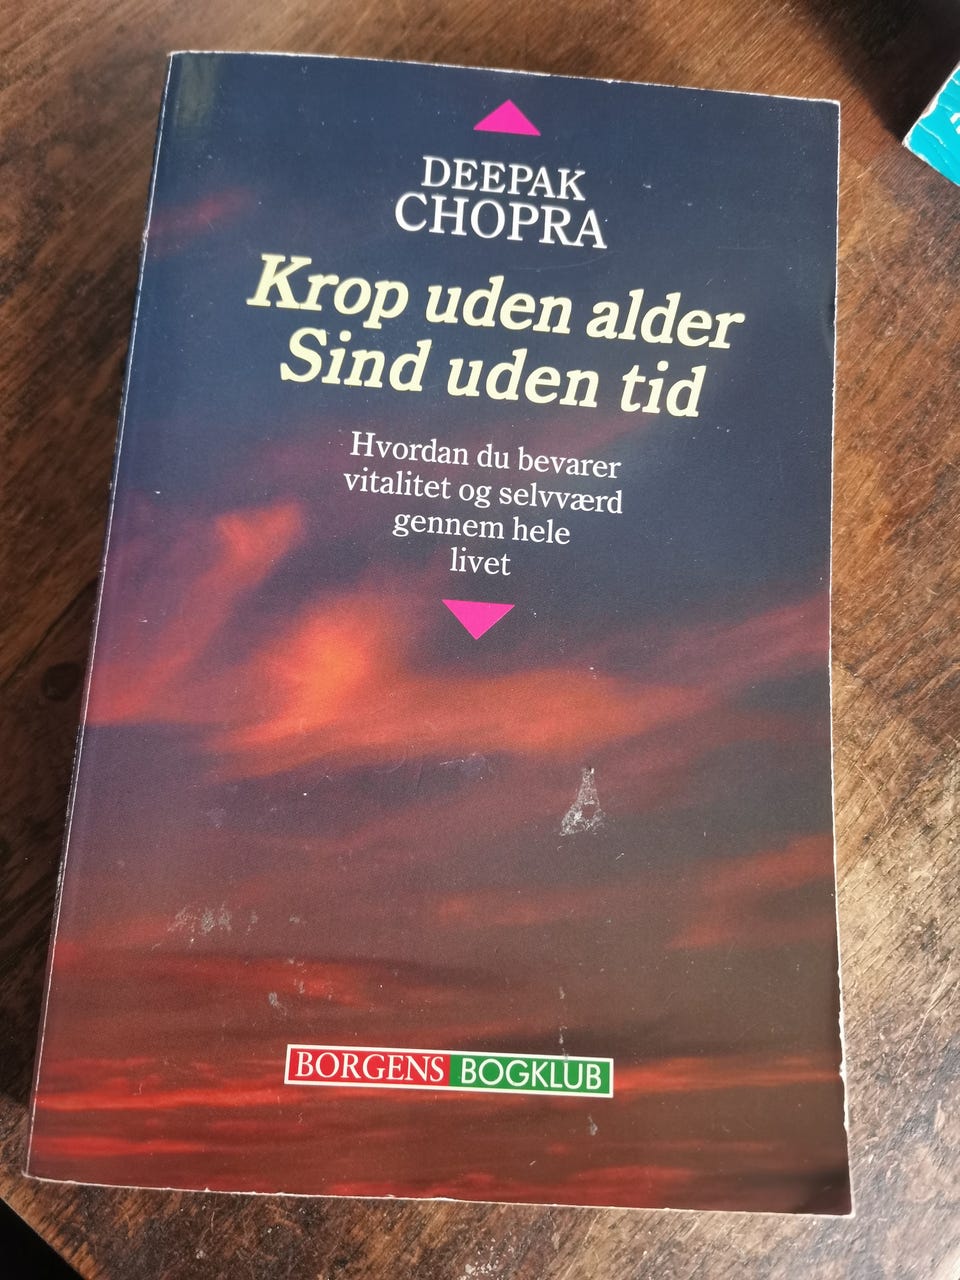 DEEPAK
CHOPRA
Krop uden alder
Sind uden tid
Hvordan du bevarer
vitalitet og selvværd
gennem hele
livet
BORGENS BOGKLUB